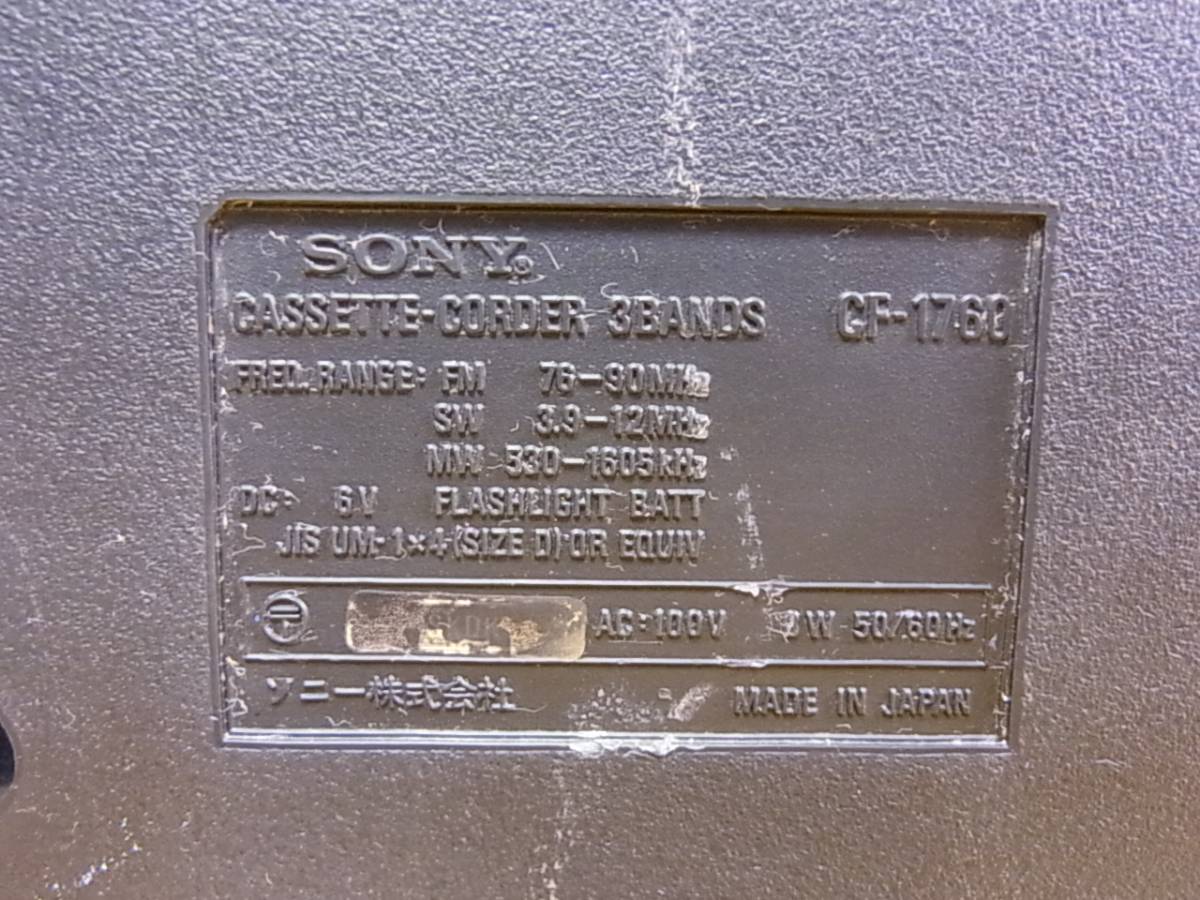 SONY®
CASSETTE-CORDER 3BANDS CF-1760
FREQ. RANGE: FM 76-90MHz
SW 3.9-12MHz
MW 530-1605kHz
DC: 6V FLASHLIGHT BATT
JIS UM-1×4 (SIZE D) OR EQUIV
AC: 100V W 50/60Hz
ソニー株式会社 MADE IN JAPAN